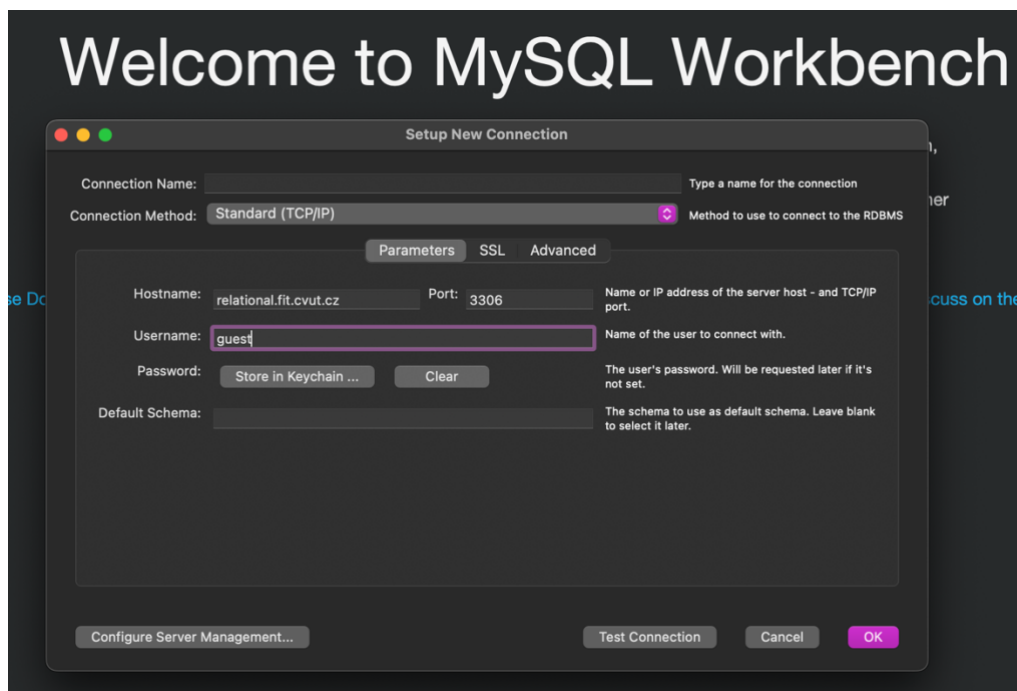 Welcome to MySQL Workbench
Setup New Connection
Connection Name:
Type a name for the connection
Connection Method: Standard (TCP/IP)
Method to use to connect to the RDBMS
Parameters SSL Advanced
Hostname: relational.fit.cvut.cz Port: 3306
Name or IP address of the server host - and TCP/IP
port.
Username: guest
Name of the user to connect with.
Password: Store in Keychain ... Clear
The user's password. Will be requested later if it's
not set.
Default Schema:
The schema to use as default schema. Leave blank
to select it later.
cuss on the
Configure Server Management... Test Connection Cancel OK